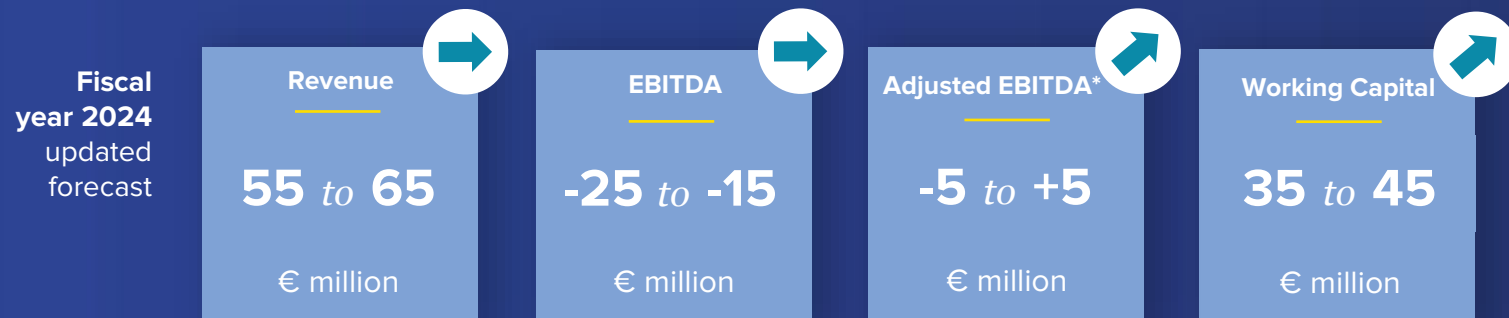 Fiscal
year 2024
updated
forecast
Revenue
55 to 65
€ million
EBITDA
-25 to -15
€ million
Adjusted EBITDA*
-5 to +5
€ million
Working Capital
35 to 45
€ million